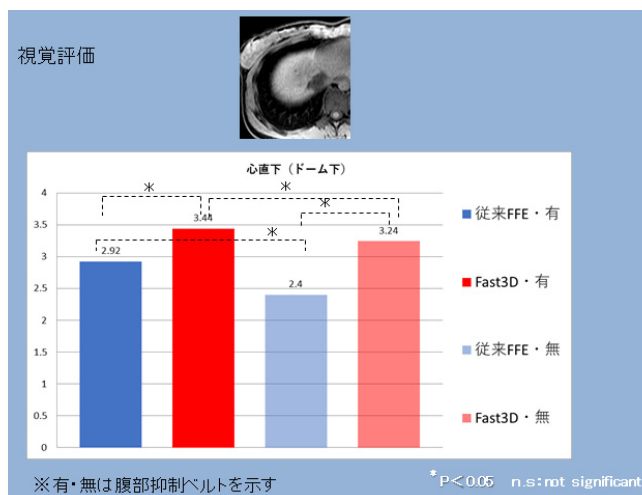 視覚評価
心直下（ドーム下）
4
3.5
3
2.5
2
1.5
1
0.5
0
＊
＊
＊
＊
2.92
3.44
2.4
3.24
従来FFE・有
Fast3D・有
従来FFE・無
Fast3D・無
※有・無は腹部抑制ベルトを示す
*P<0.05 n.s:not significant